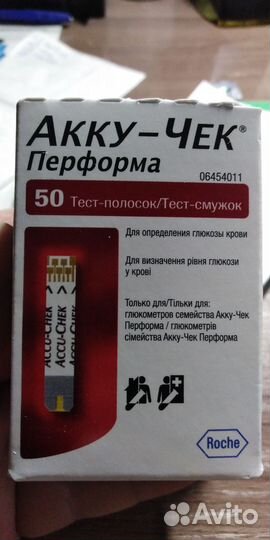 Акку-Чек®
Перформа
06454011
50 Тест-полосок/Тест-смужок
Для определения глюкозы крови
Для визначення рівня глюкози
у крові
Только для/Тільки для:
глюкометров семейства Акку-Чек
Перформа / глюкометрів
сімейства Акку-Чек Перформа
ACCU-CHEK
ACCU-CHEK
ACCU-CHEK
Roche
Avito